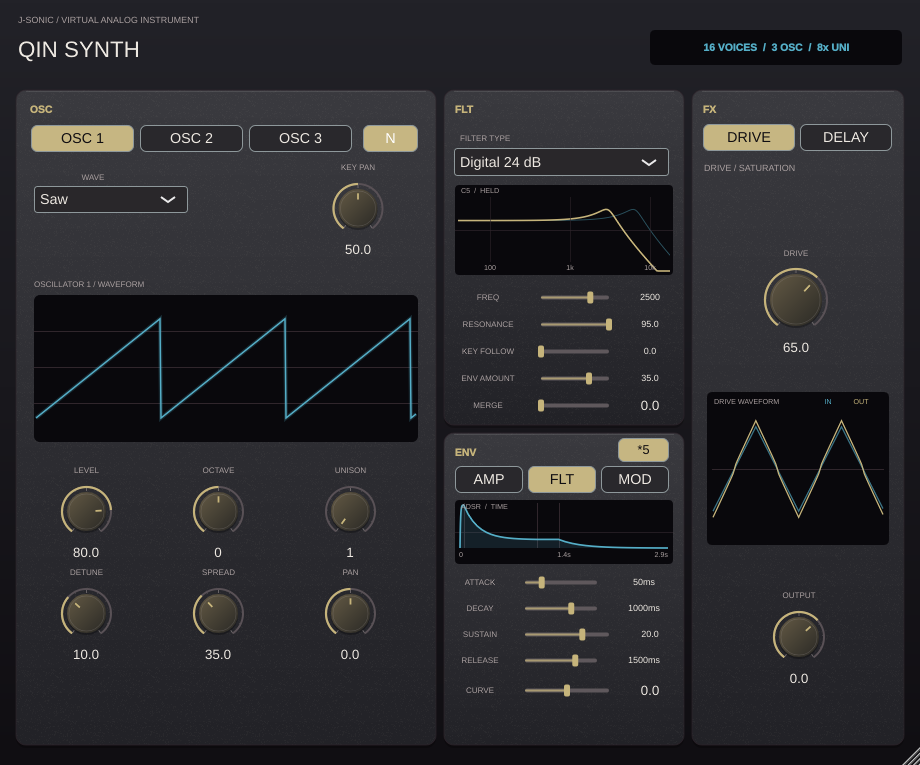 J-SONIC / VIRTUAL ANALOG INSTRUMENT
QIN SYNTH
16 VOICES / 3 OSC / 8x UNI
OSC
OSC 1
OSC 2
OSC 3
N
WAVE
Saw
KEY PAN
50.0
OSCILLATOR 1 / WAVEFORM
LEVEL
OCTAVE
UNISON
80.0
0
1
DETUNE
SPREAD
PAN
10.0
35.0
0.0
FLT
FILTER TYPE
Digital 24 dB
C5 / HELD
100
1k
10k
FREQ
2500
RESONANCE
95.0
KEY FOLLOW
0.0
ENV AMOUNT
35.0
MERGE
0.0
ENV
*5
AMP
FLT
MOD
ADSR / TIME
0
1.4s
2.9s
ATTACK
50ms
DECAY
1000ms
SUSTAIN
20.0
RELEASE
1500ms
CURVE
0.0
FX
DRIVE
DELAY
DRIVE / SATURATION
DRIVE
65.0
DRIVE WAVEFORM
IN
OUT
OUTPUT
0.0